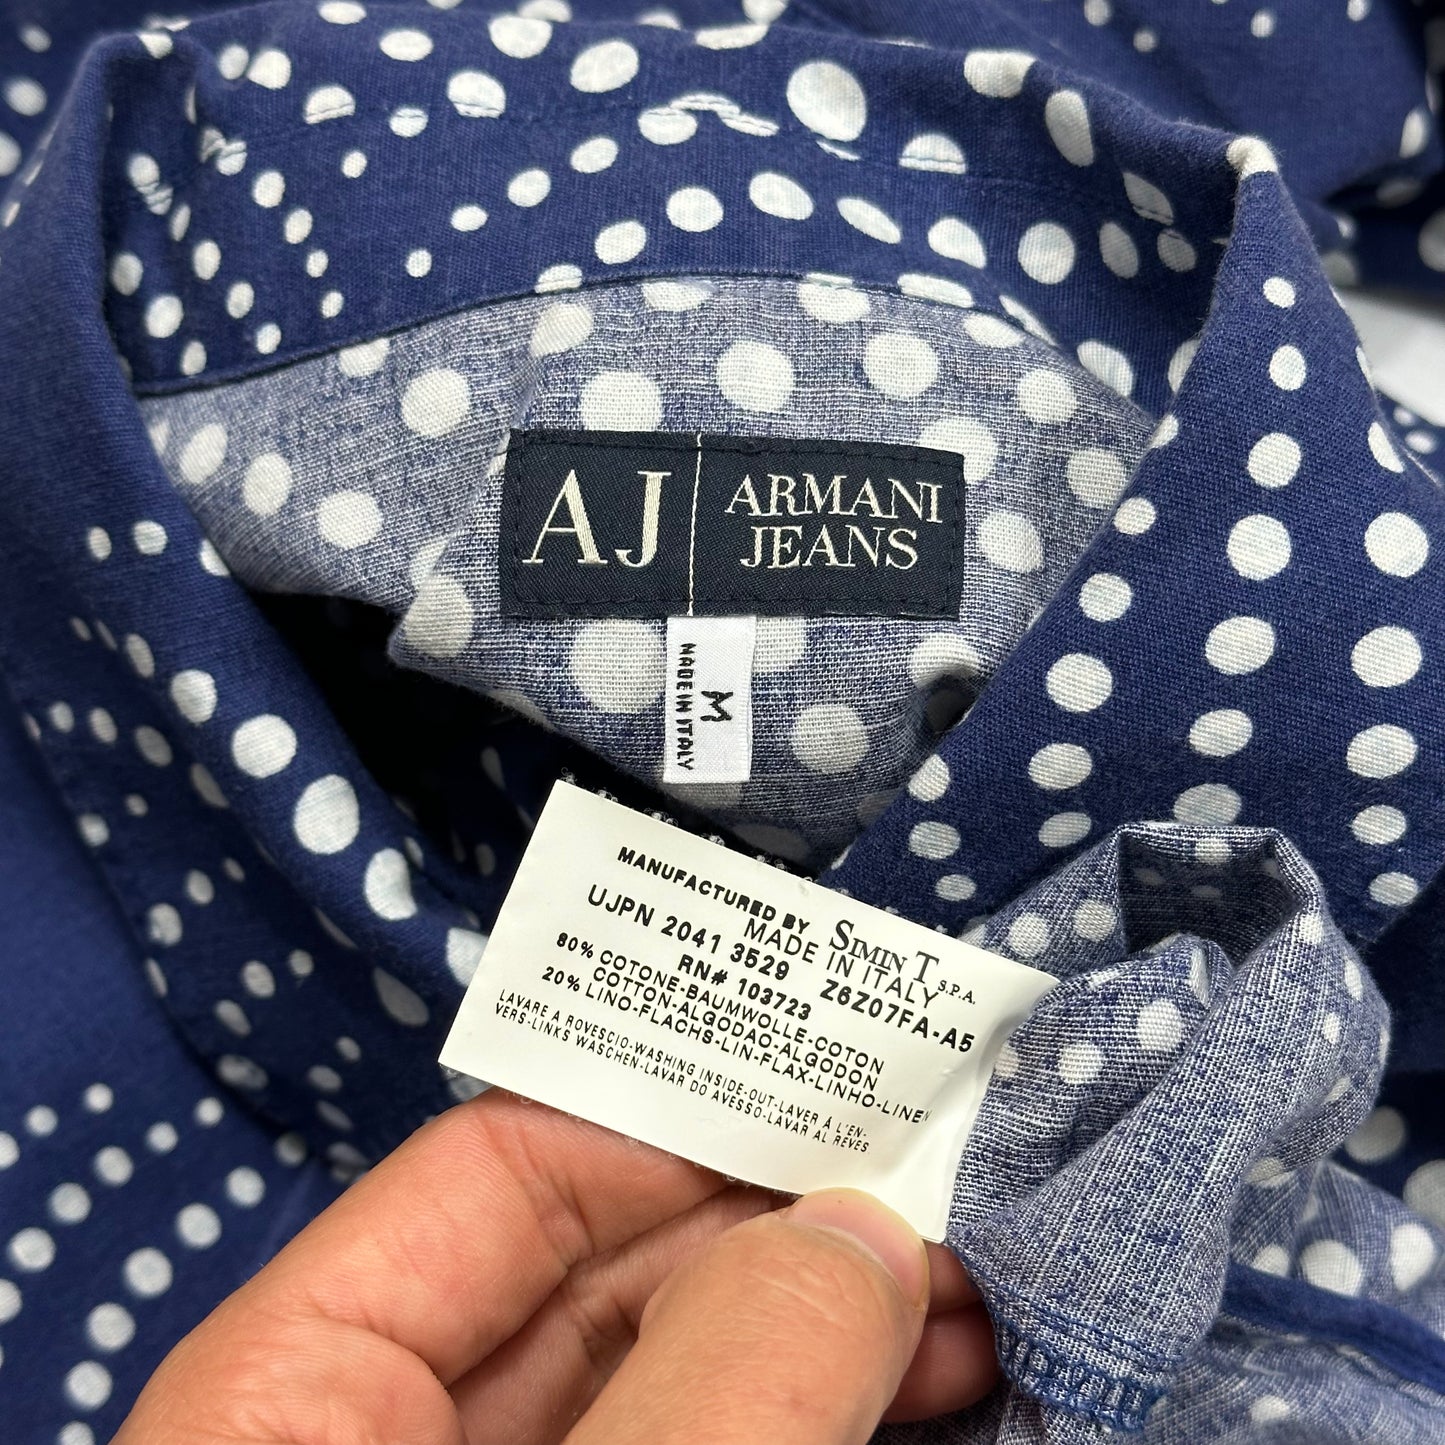 AJ
ARMANI
JEANS
M
MADE IN ITALY
MANUFACTURED BY SIMIN T S.P.A.
MADE IN ITALY
UJPN 2041 3529 Z6Z07FA-A5
RN# 103723
80% COTONE-BAUMWOLLE-COTON
COTTON-ALGODAO-ALGODON
20% LINO-FLACHS-LIN-FLAX-LINHO-LINEN
LAVARE A ROVESCIO-WASHING INSIDE-OUT-LAVER À L'EN-
VERS-LINKS WASCHEN-LAVAR DO AVESSO-LAVAR AL REVES